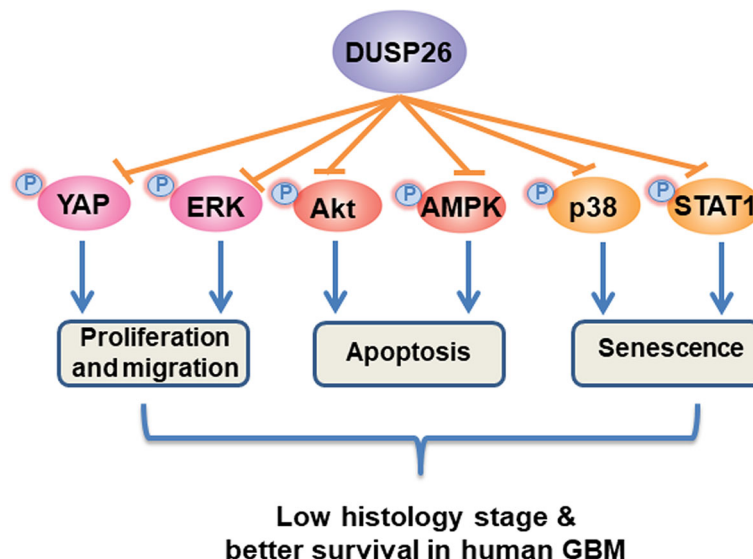 DUSP26
P P P P P P
YAP ERK Akt AMPK p38 STAT1
Proliferation
and migration
Apoptosis
Senescence
Low histology stage &
better survival in human GBM